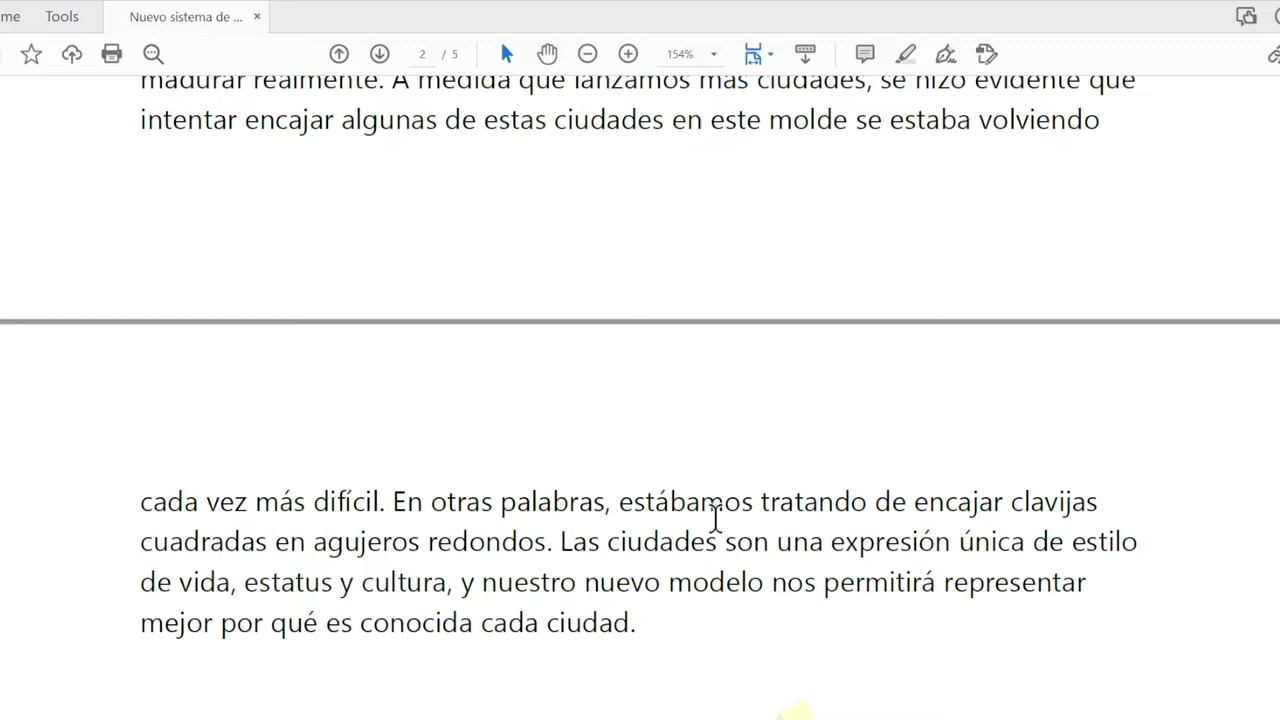 me Tools Nuevo sistema de ... ×
2 / 5 154%
madurar realmente. A medida que lanzamos más ciudades, se hizo evidente que
intentar encajar algunas de estas ciudades en este molde se estaba volviendo
cada vez más difícil. En otras palabras, estábamos tratando de encajar clavijas
cuadradas en agujeros redondos. Las ciudades son una expresión única de estilo
de vida, estatus y cultura, y nuestro nuevo modelo nos permitirá representar
mejor por qué es conocida cada ciudad.